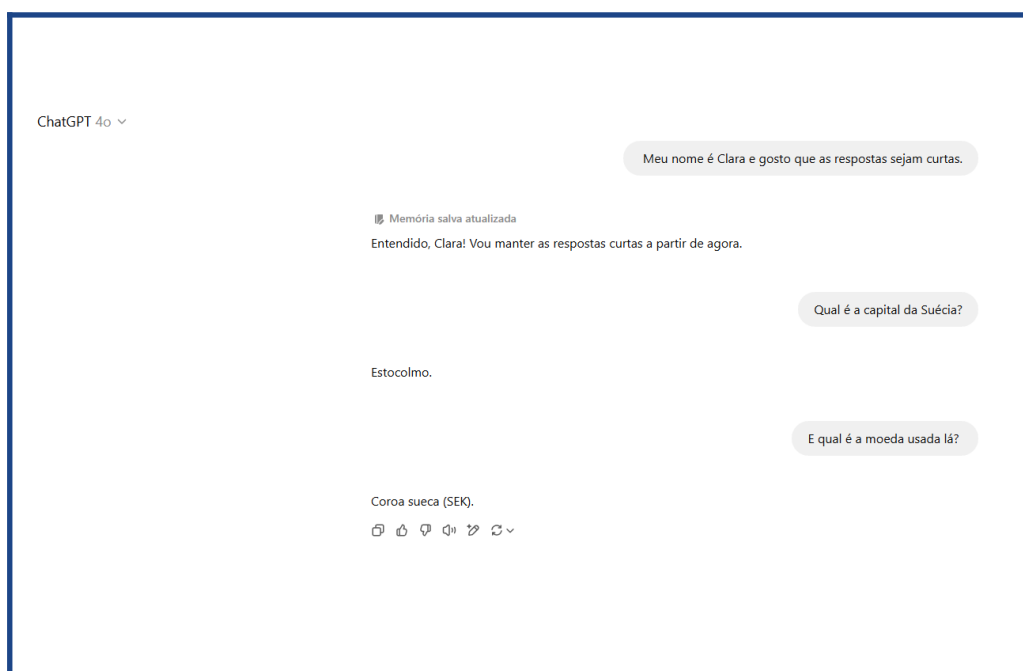 ChatGPT 4o
Meu nome é Clara e gosto que as respostas sejam curtas.
Memória salva atualizada
Entendido, Clara! Vou manter as respostas curtas a partir de agora.
Qual é a capital da Suécia?
Estocolmo.
E qual é a moeda usada lá?
Coroa sueca (SEK).